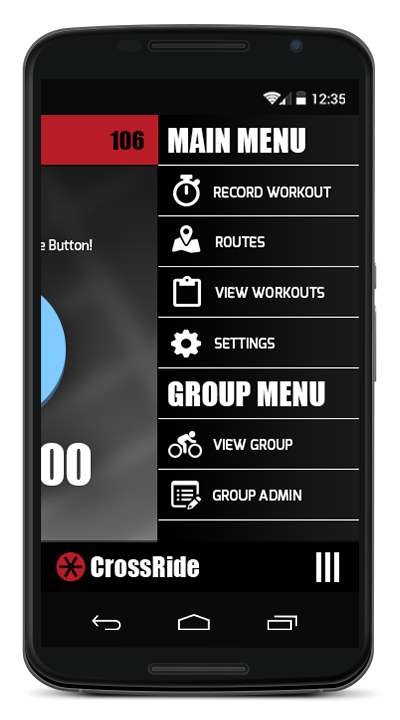 12:35
106
MAIN MENU
RECORD WORKOUT
ROUTES
e Button!
VIEW WORKOUTS
SETTINGS
GROUP MENU
VIEW GROUP
00
GROUP ADMIN
CrossRide